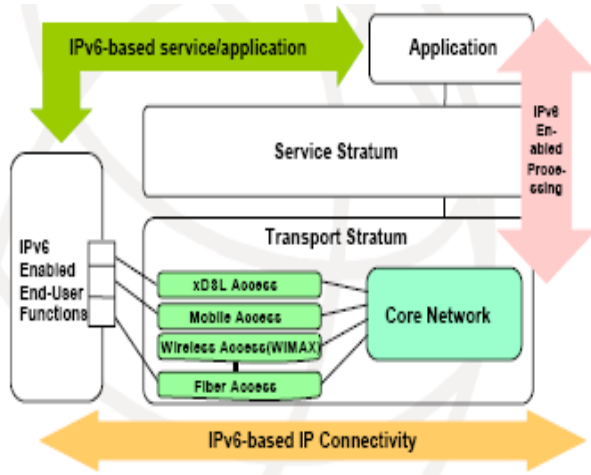 IPv6-based service/application
Application
IPv6
En-
abled
Proce-
ssing
Service Stratum
Transport Stratum
IPv6
Enabled
End-User
Functions
xDSL Access
Mobile Access
Wireless Access(WIMAX)
Fiber Access
Core Network
IPv6-based IP Connectivity